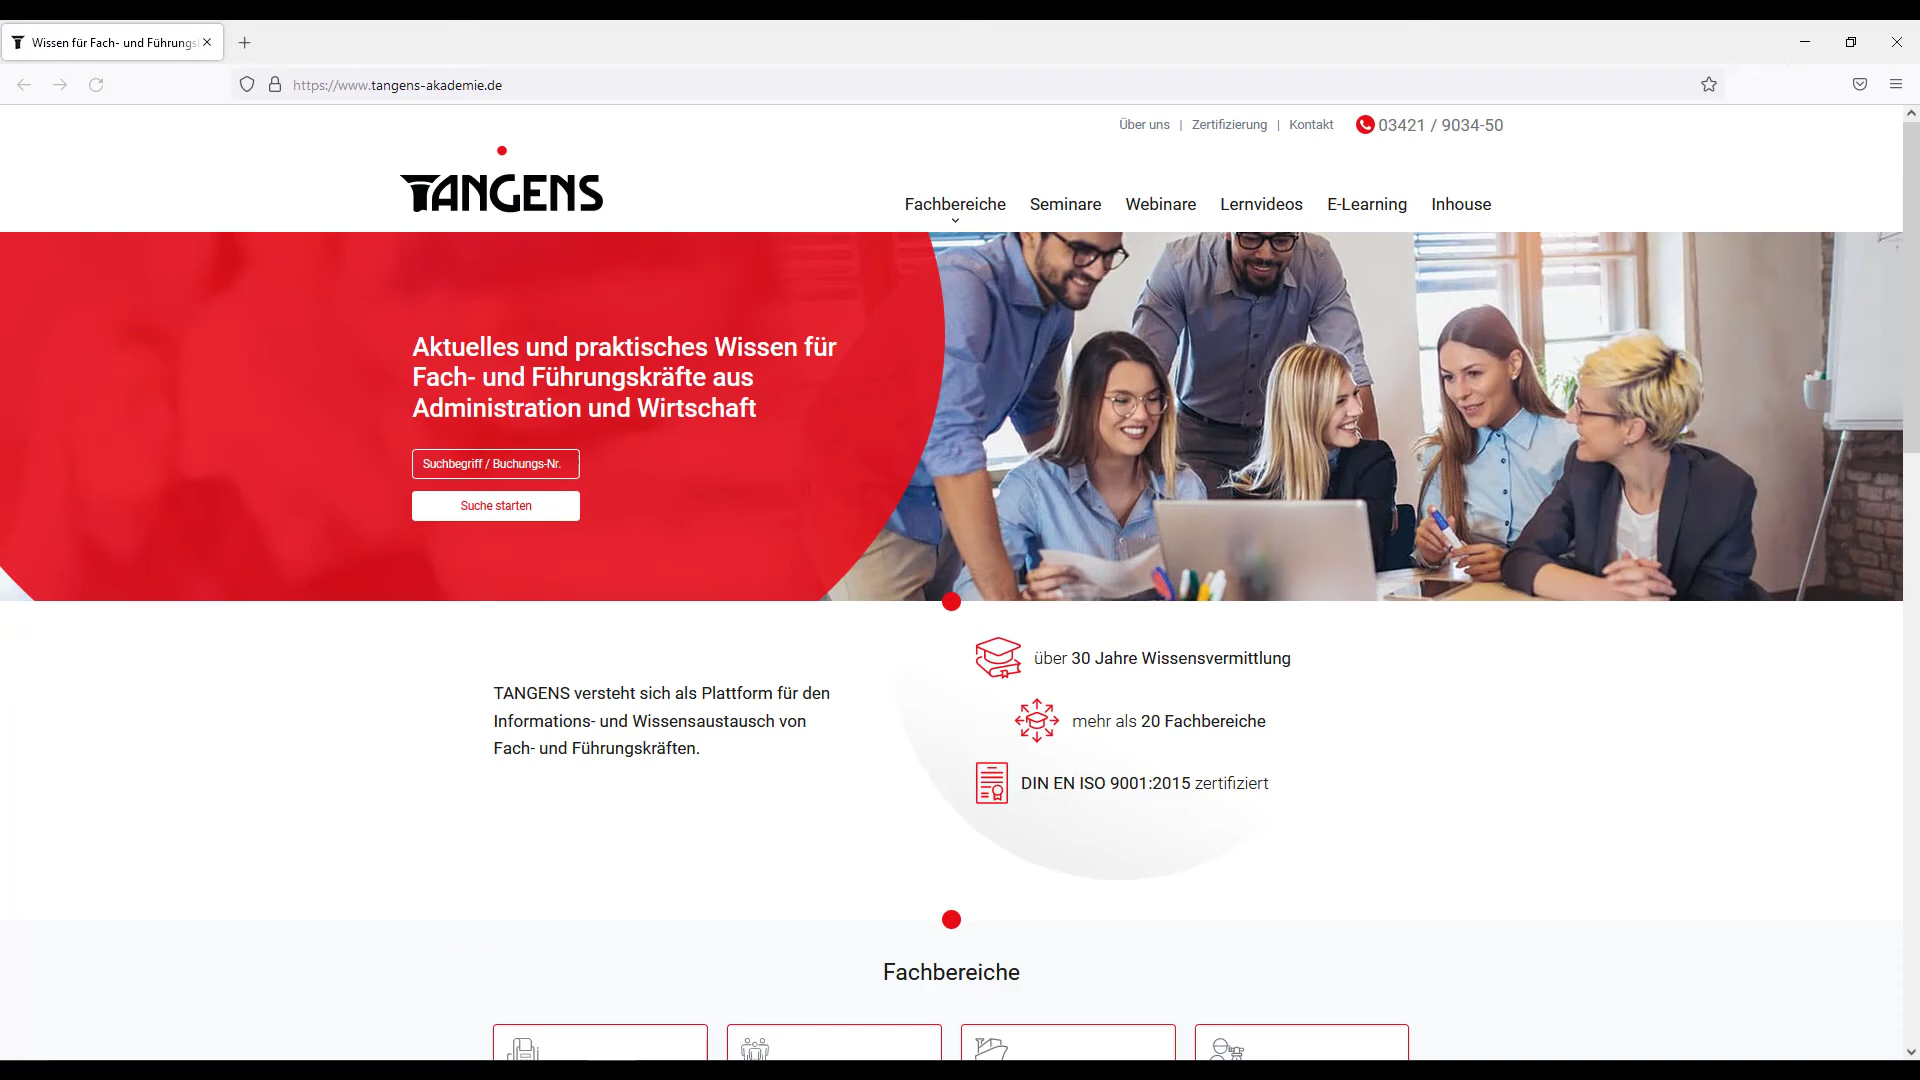 Wissen für Fach- und Führungs
https://www.tangens-akademie.de
Über uns | Zertifizierung | Kontakt 03421 / 9034-50
TANGENS
Fachbereiche Seminare Webinare Lernvideos E-Learning Inhouse
Aktuelles und praktisches Wissen für
Fach- und Führungskräfte aus
Administration und Wirtschaft
Suchbegriff / Buchungs-Nr.
Suche starten
TANGENS versteht sich als Plattform für den
Informations- und Wissensaustausch von
Fach- und Führungskräften.
über 30 Jahre Wissensvermittlung
mehr als 20 Fachbereiche
DIN EN ISO 9001:2015 zertifiziert
Fachbereiche